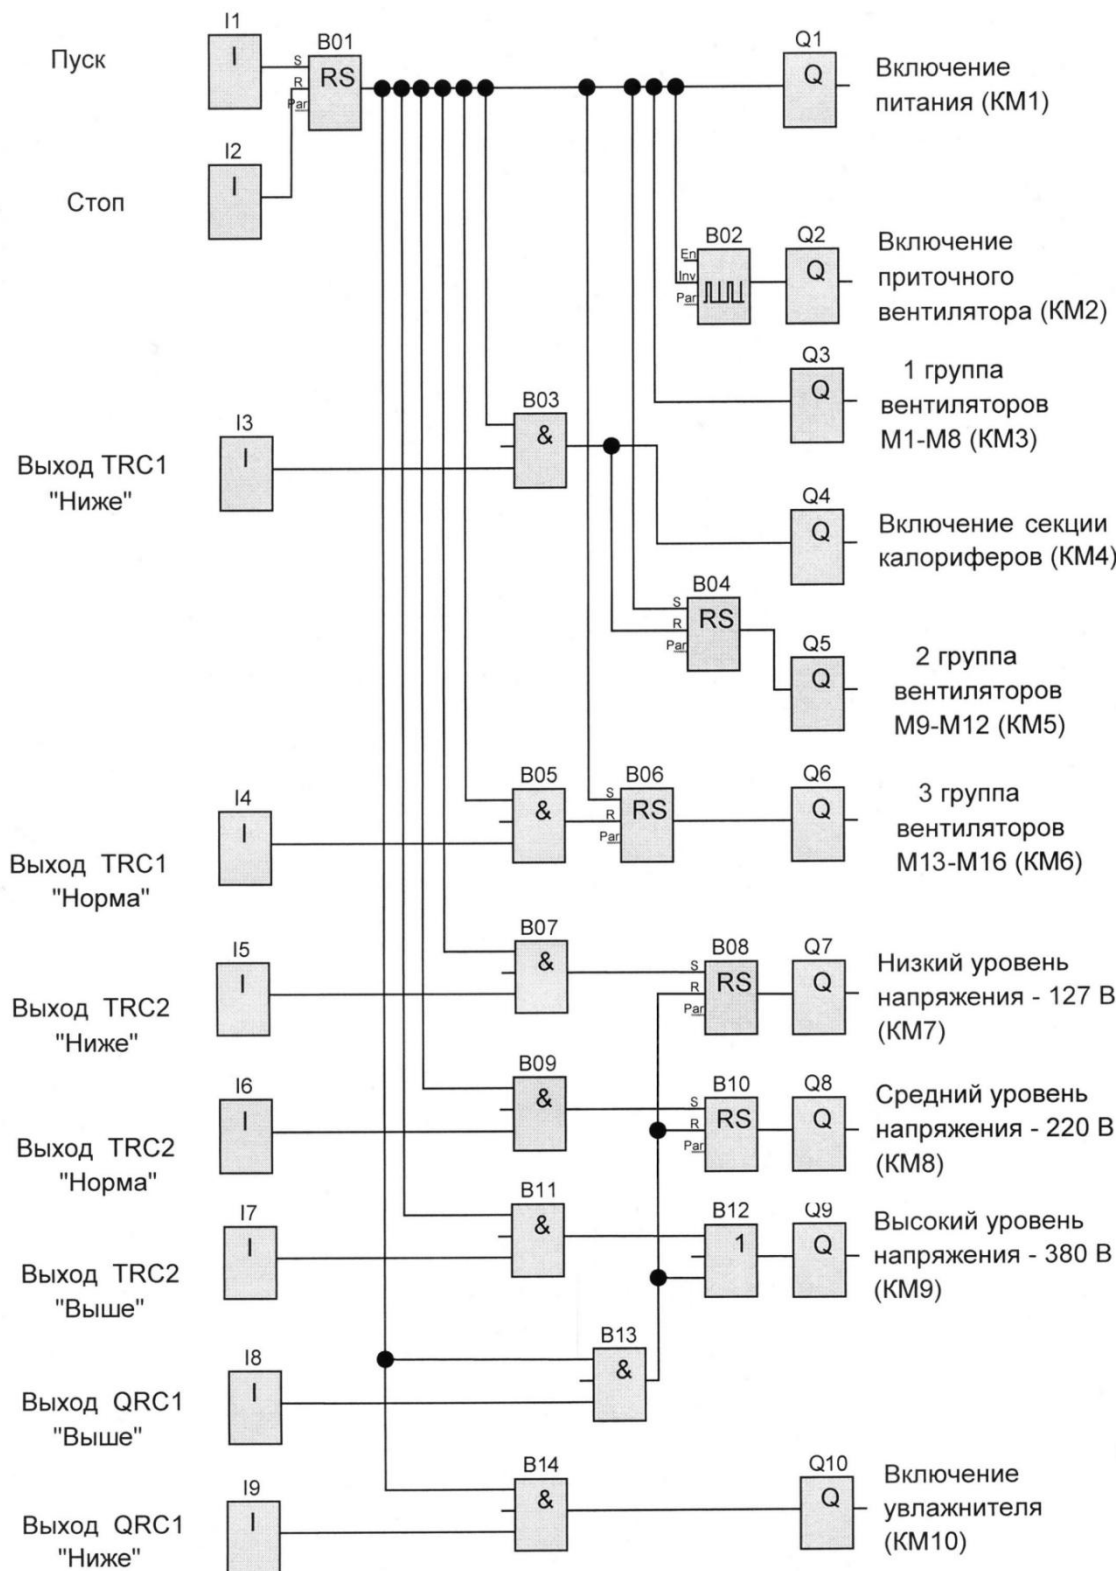 I1
I
Пуск
B01
S
R
Par
RS
Q1
Q
Включение
питания (КМ1)
I2
I
Стоп
B02
En
Inv
Par
Q2
Q
Включение
приточного
вентилятора (КМ2)
Q3
Q
1 группа
вентиляторов
М1-М8 (КМ3)
I3
I
Выход TRC1
"Ниже"
B03
&
Q4
Q
Включение секции
калориферов (КМ4)
B04
S
R
Par
RS
Q5
Q
2 группа
вентиляторов
М9-М12 (КМ5)
I4
I
Выход TRC1
"Норма"
B05
&
B06
S
R
Par
RS
Q6
Q
3 группа
вентиляторов
М13-М16 (КМ6)
I5
I
Выход TRC2
"Ниже"
B07
&
B08
S
R
Par
RS
Q7
Q
Низкий уровень
напряжения - 127 В
(КМ7)
I6
I
Выход TRC2
"Норма"
B09
&
B10
S
R
Par
RS
Q8
Q
Средний уровень
напряжения - 220 В
(КМ8)
I7
I
Выход TRC2
"Выше"
B11
&
B12
1
Q9
Q
Высокий уровень
напряжения - 380 В
(КМ9)
I8
I
Выход QRC1
"Выше"
B13
&
I9
I
Выход QRC1
"Ниже"
B14
&
Q10
Q
Включение
увлажнителя
(КМ10)